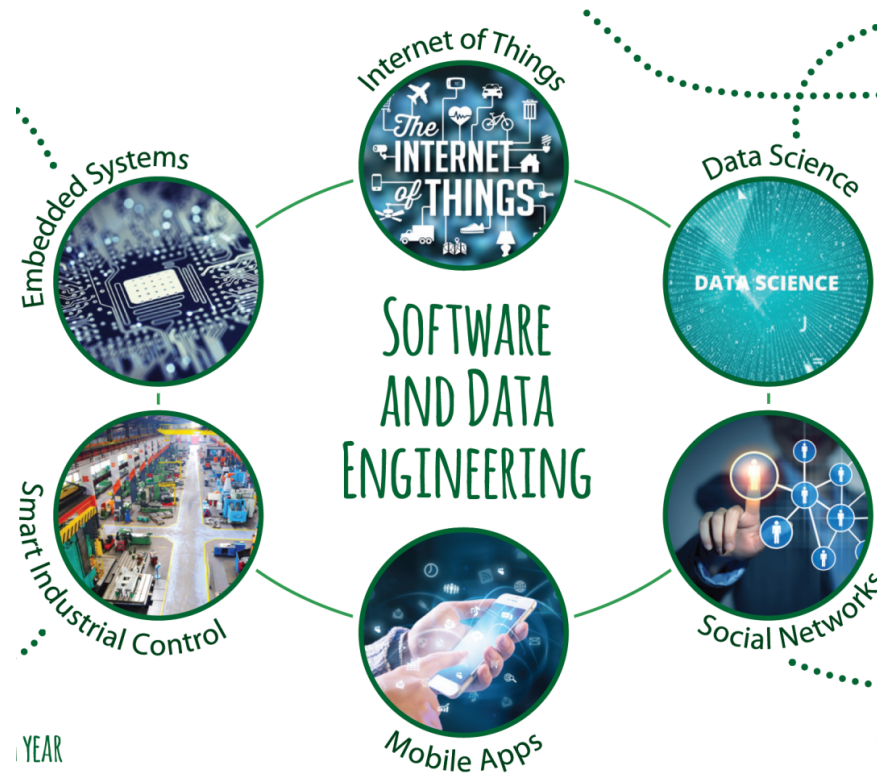 Internet of Things
The
INTERNET
of THINGS
Embedded Systems
Data Science
DATA SCIENCE
SOFTWARE
AND DATA
ENGINEERING
Smart Industrial Control
Social Networks
Mobile Apps
YEAR